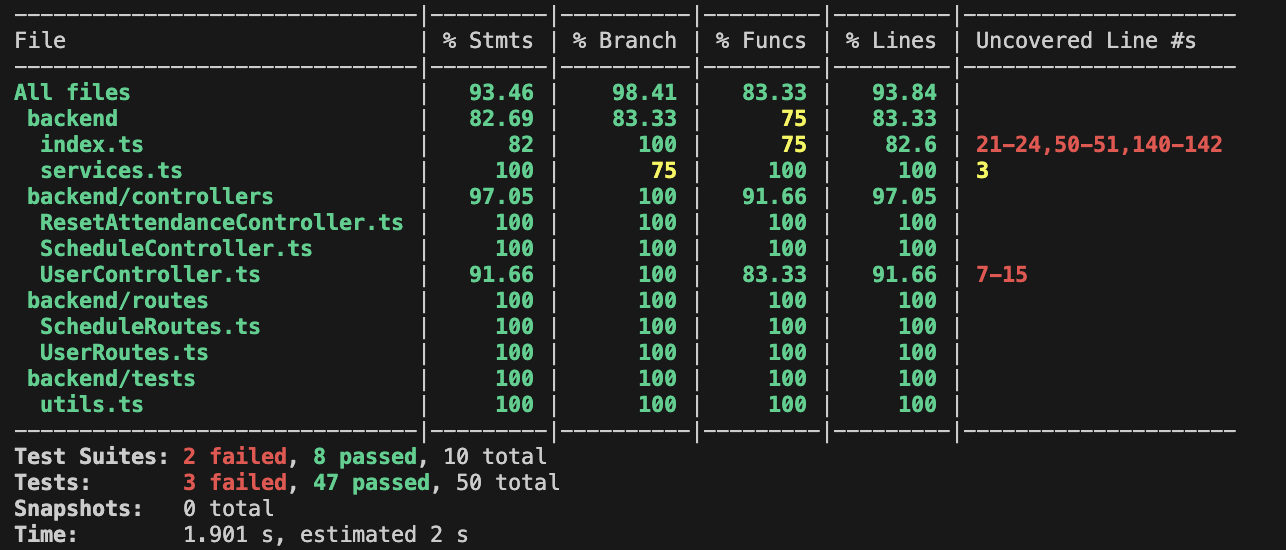 --------------------------------|---------|----------|---------|---------|---------------------
File                            | % Stmts | % Branch | % Funcs | % Lines | Uncovered Line #s
--------------------------------|---------|----------|---------|---------|---------------------
All files                       |   93.46 |    98.41 |   83.33 |   93.84 |
 backend                        |   82.69 |    83.33 |      75 |   83.33 |
  index.ts                      |      82 |      100 |      75 |    82.6 | 21-24,50-51,140-142
  services.ts                   |     100 |       75 |     100 |     100 | 3
 backend/controllers            |   97.05 |      100 |   91.66 |   97.05 |
  ResetAttendanceController.ts  |     100 |      100 |     100 |     100 |
  ScheduleController.ts         |     100 |      100 |     100 |     100 |
  UserController.ts             |   91.66 |      100 |   83.33 |   91.66 | 7-15
 backend/routes                 |     100 |      100 |     100 |     100 |
  ScheduleRoutes.ts             |     100 |      100 |     100 |     100 |
  UserRoutes.ts                 |     100 |      100 |     100 |     100 |
 backend/tests                  |     100 |      100 |     100 |     100 |
  utils.ts                      |     100 |      100 |     100 |     100 |
--------------------------------|---------|----------|---------|---------|---------------------
Test Suites: 2 failed, 8 passed, 10 total
Tests:       3 failed, 47 passed, 50 total
Snapshots:   0 total
Time:        1.901 s, estimated 2 s